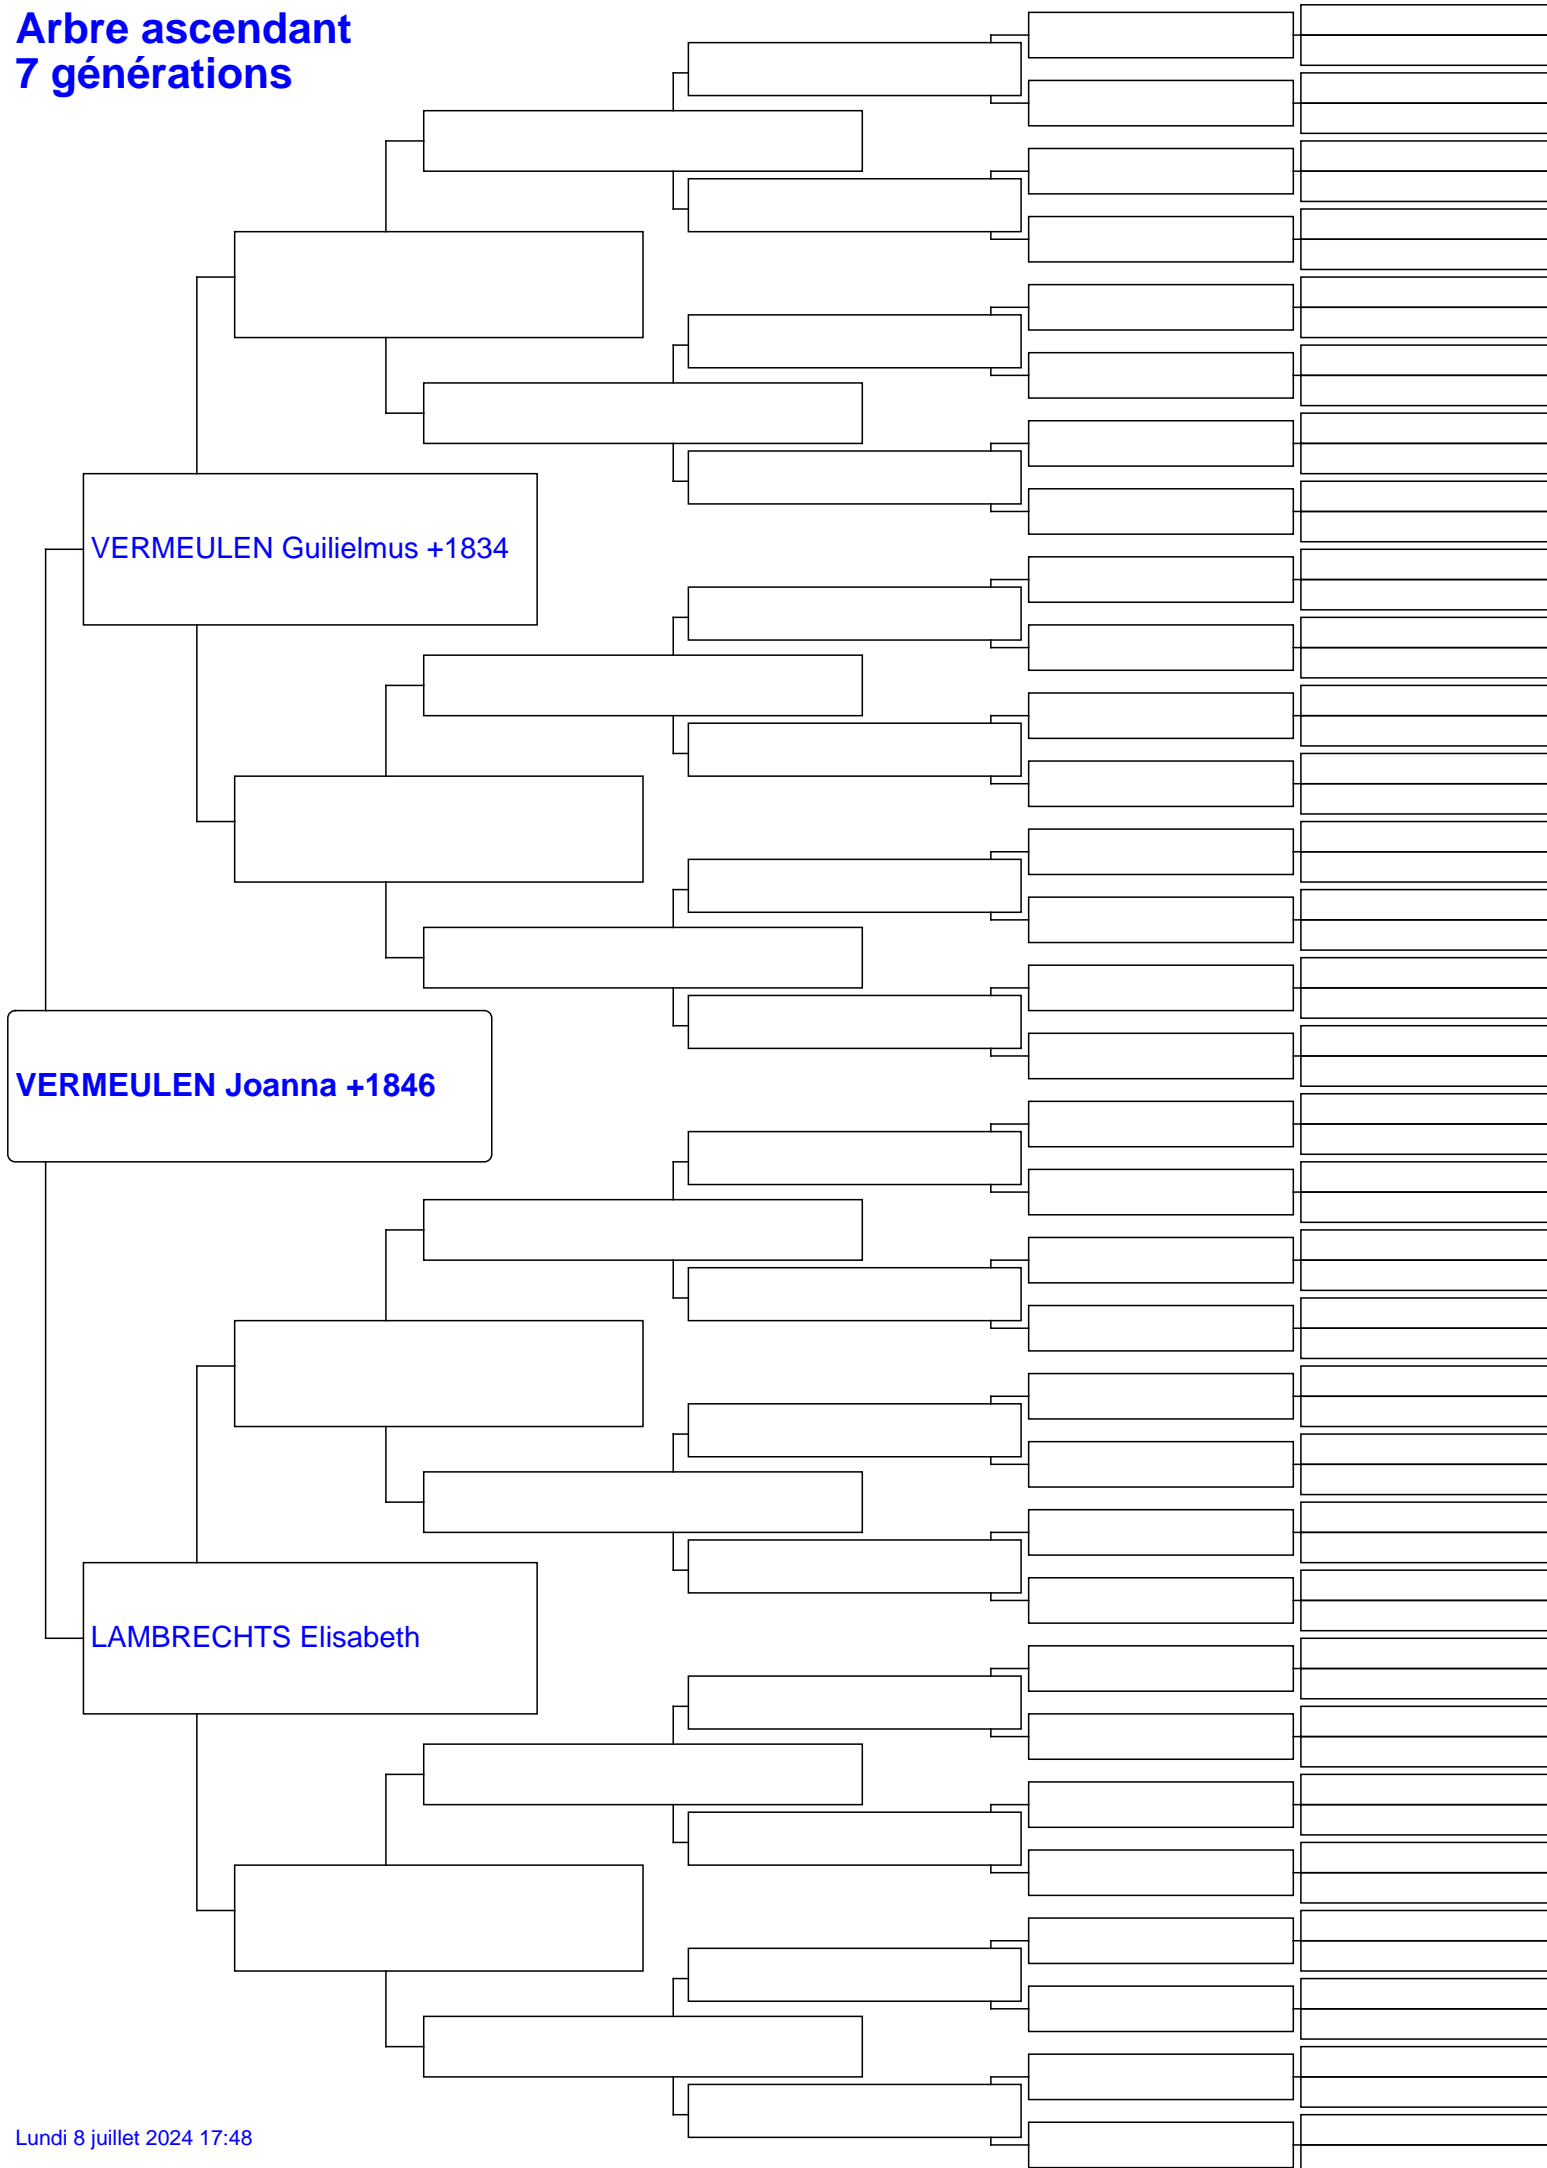 Arbre ascendant
7 générations
VERMEULEN Guilielmus +1834
VERMEULEN Joanna +1846
LAMBRECHTS Elisabeth
Lundi 8 juillet 2024 17:48